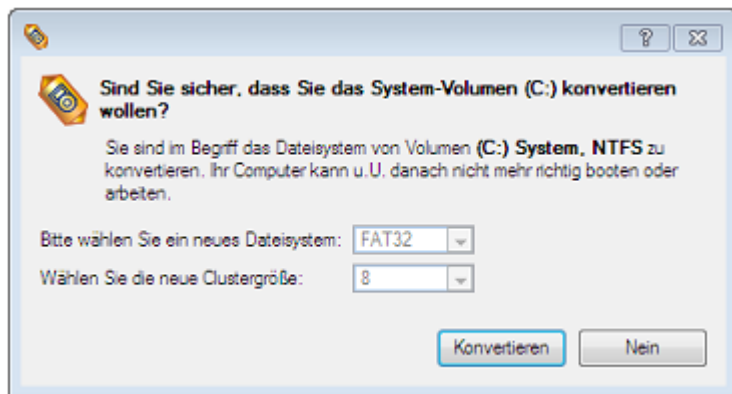 Sind Sie sicher, dass Sie das System-Volumen (C:) konvertieren
wollen?
Sie sind im Begriff das Dateisystem von Volumen (C:) System, NTFS zu
konvertieren. Ihr Computer kann u.U. danach nicht mehr richtig booten oder
arbeiten.
Bitte wählen Sie ein neues Dateisystem: FAT32
Wählen Sie die neue Clustergröße: 8
Konvertieren Nein